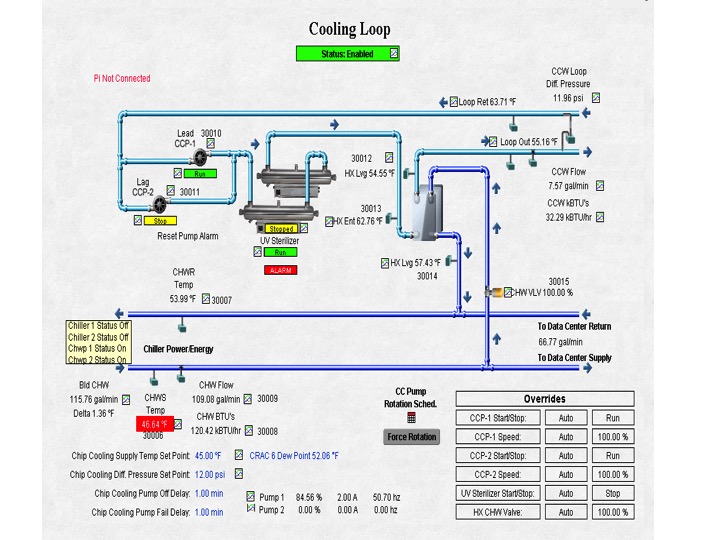 Cooling Loop
Status: Enabled
Pi Not Connected
CCW Loop
Diff. Pressure
11.96 psi
Loop Ret 63.71 °F
Lead 30010
CCP-1
Run
Loop Out 55.16 °F
30012
HX Lvg 54.55 °F
CCW Flow
7.57 gal/min
Lag
CCP-2
30011
Stop
CCW kBTU's
32.29 kBTU/hr
30013
HX Ent 62.76 °F
Stopped
Reset Pump Alarm
UV Sterilizer
Run
ALARM
HX Lvg 57.43 °F
30014
CHWR
Temp
53.99 °F 30007
30015
CHW VLV 100.00 %
Chiller 1 Status Off
Chiller 2 Status Off
Chwp 1 Status On
Chwp 2 Status On
Chiller Power/Energy
To Data Center Return
66.77 gal/min
To Data Center Supply
Bld CHW
115.76 gal/min
Delta 1.36 °F
CHWS
Temp
46.64 °F
30006
CHW Flow
109.08 gal/min 30009
CHW BTU's
120.42 kBTU/hr 30008
CC Pump
Rotation Sched.
Force Rotation
Overrides
CCP-1 Start/Stop: Auto Run
CCP-1 Speed: Auto 100.00 %
CCP-2 Start/Stop: Auto Run
CCP-2 Speed: Auto 100.00 %
UV Sterilizer Start/Stop: Auto Stop
HX CHW Valve: Auto 100.00 %
Chip Cooling Supply Temp Set Point: 45.00 °F CRAC 6 Dew Point 52.06 °F
Chip Cooling Diff. Pressure Set Point: 12.00 psi
Chip Cooling Pump Off Delay: 1.00 min
Chip Cooling Pump Fail Delay: 1.00 min
Pump 1 84.56 % 2.00 A 50.70 hz
Pump 2 0.00 % 0.00 A 0.00 hz